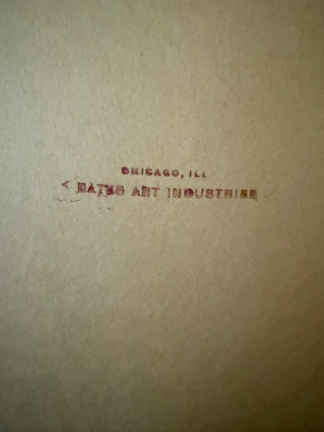 CHICAGO, ILL
BATES ART INDUSTRIES